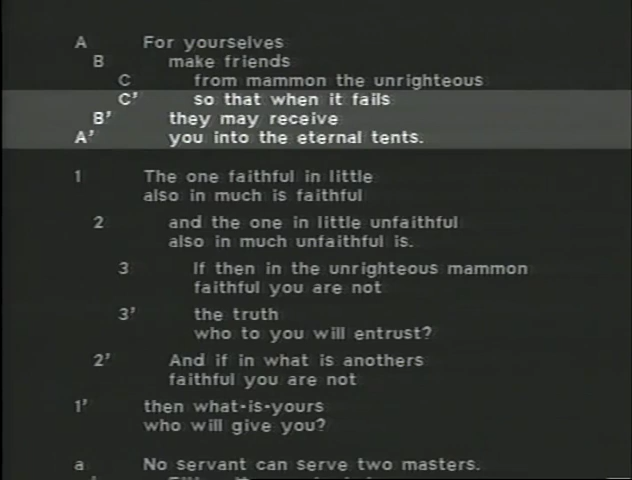 A For yourselves
B make friends
C from mammon the unrighteous
C' so that when it fails
B' they may receive
A' you into the eternal tents.
1 The one faithful in little
also in much is faithful
2 and the one in little unfaithful
also in much unfaithful is.
3 If then in the unrighteous mammon
faithful you are not
3' the truth
who to you will entrust?
2' And if in what is anothers
faithful you are not
1' then what-is-yours
who will give you?
a No servant can serve two masters.